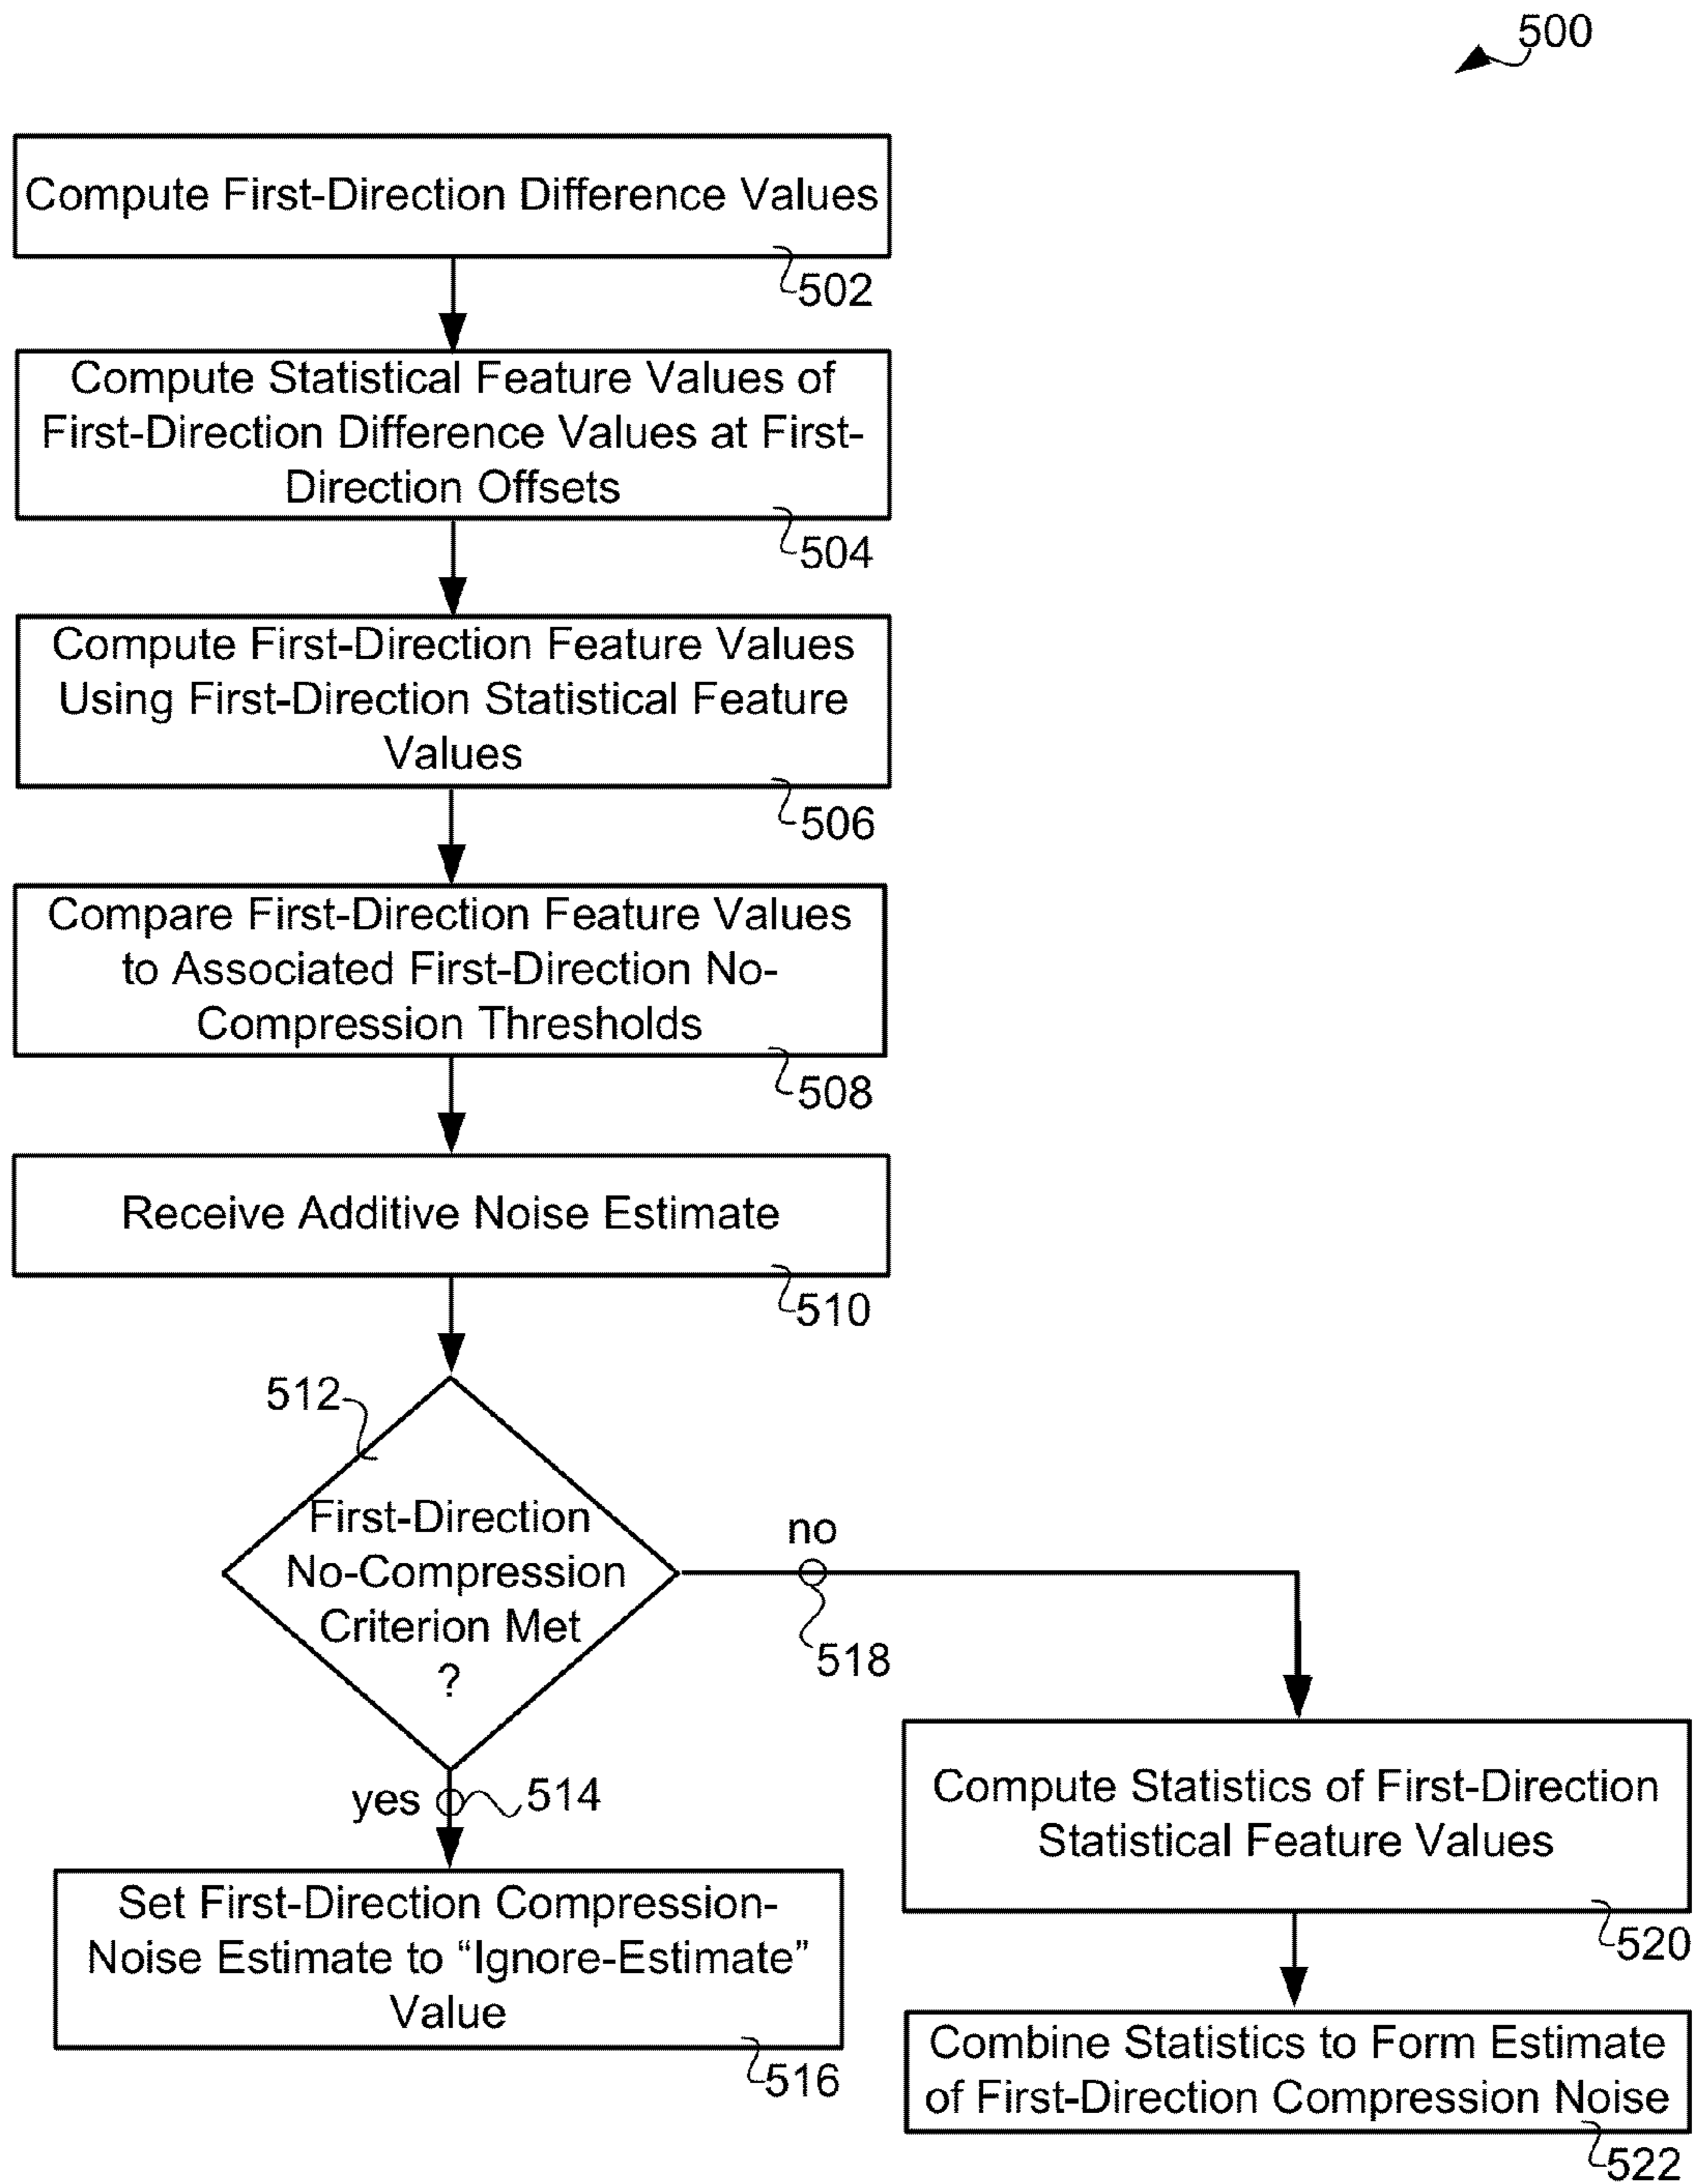 500
Compute First-Direction Difference Values
502
Compute Statistical Feature Values of
First-Direction Difference Values at First-
Direction Offsets
504
Compute First-Direction Feature Values
Using First-Direction Statistical Feature
Values
506
Compare First-Direction Feature Values
to Associated First-Direction No-
Compression Thresholds
508
Receive Additive Noise Estimate
510
512
First-Direction
No-Compression
Criterion Met
?
no
518
yes
514
Set First-Direction Compression-
Noise Estimate to “Ignore-Estimate”
Value
516
Compute Statistics of First-Direction
Statistical Feature Values
520
Combine Statistics to Form Estimate
of First-Direction Compression Noise
522